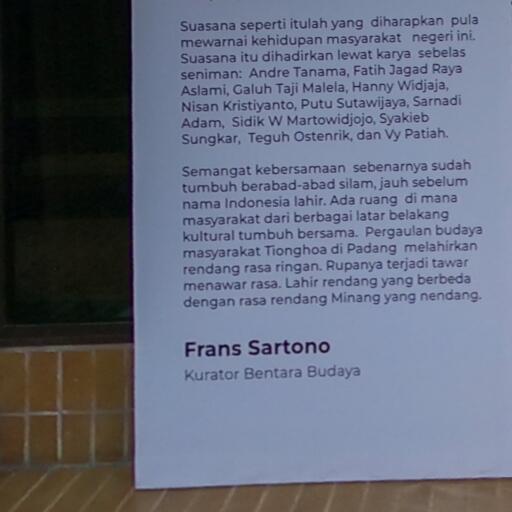 Suasana seperti itulah yang diharapkan pula
mewarnai kehidupan masyarakat negeri ini.
Suasana itu dihadirkan lewat karya sebelas
seniman: Andre Tanama, Fatih Jagad Raya
Aslami, Galuh Taji Malela, Hanny Widjaja,
Nisan Kristiyanto, Putu Sutawijaya, Sarnadi
Adam, Sidik W Martowidjojo, Syakieb
Sungkar, Teguh Ostenrik, dan Vy Patiah.
Semangat kebersamaan sebenarnya sudah
tumbuh berabad-abad silam, jauh sebelum
nama Indonesia lahir. Ada ruang di mana
masyarakat dari berbagai latar belakang
kultural tumbuh bersama. Pergaulan budaya
masyarakat Tionghoa di Padang melahirkan
rendang rasa ringan. Rupanya terjadi tawar
menawar rasa. Lahir rendang yang berbeda
dengan rasa rendang Minang yang nendang.
Frans Sartono
Kurator Bentara Budaya